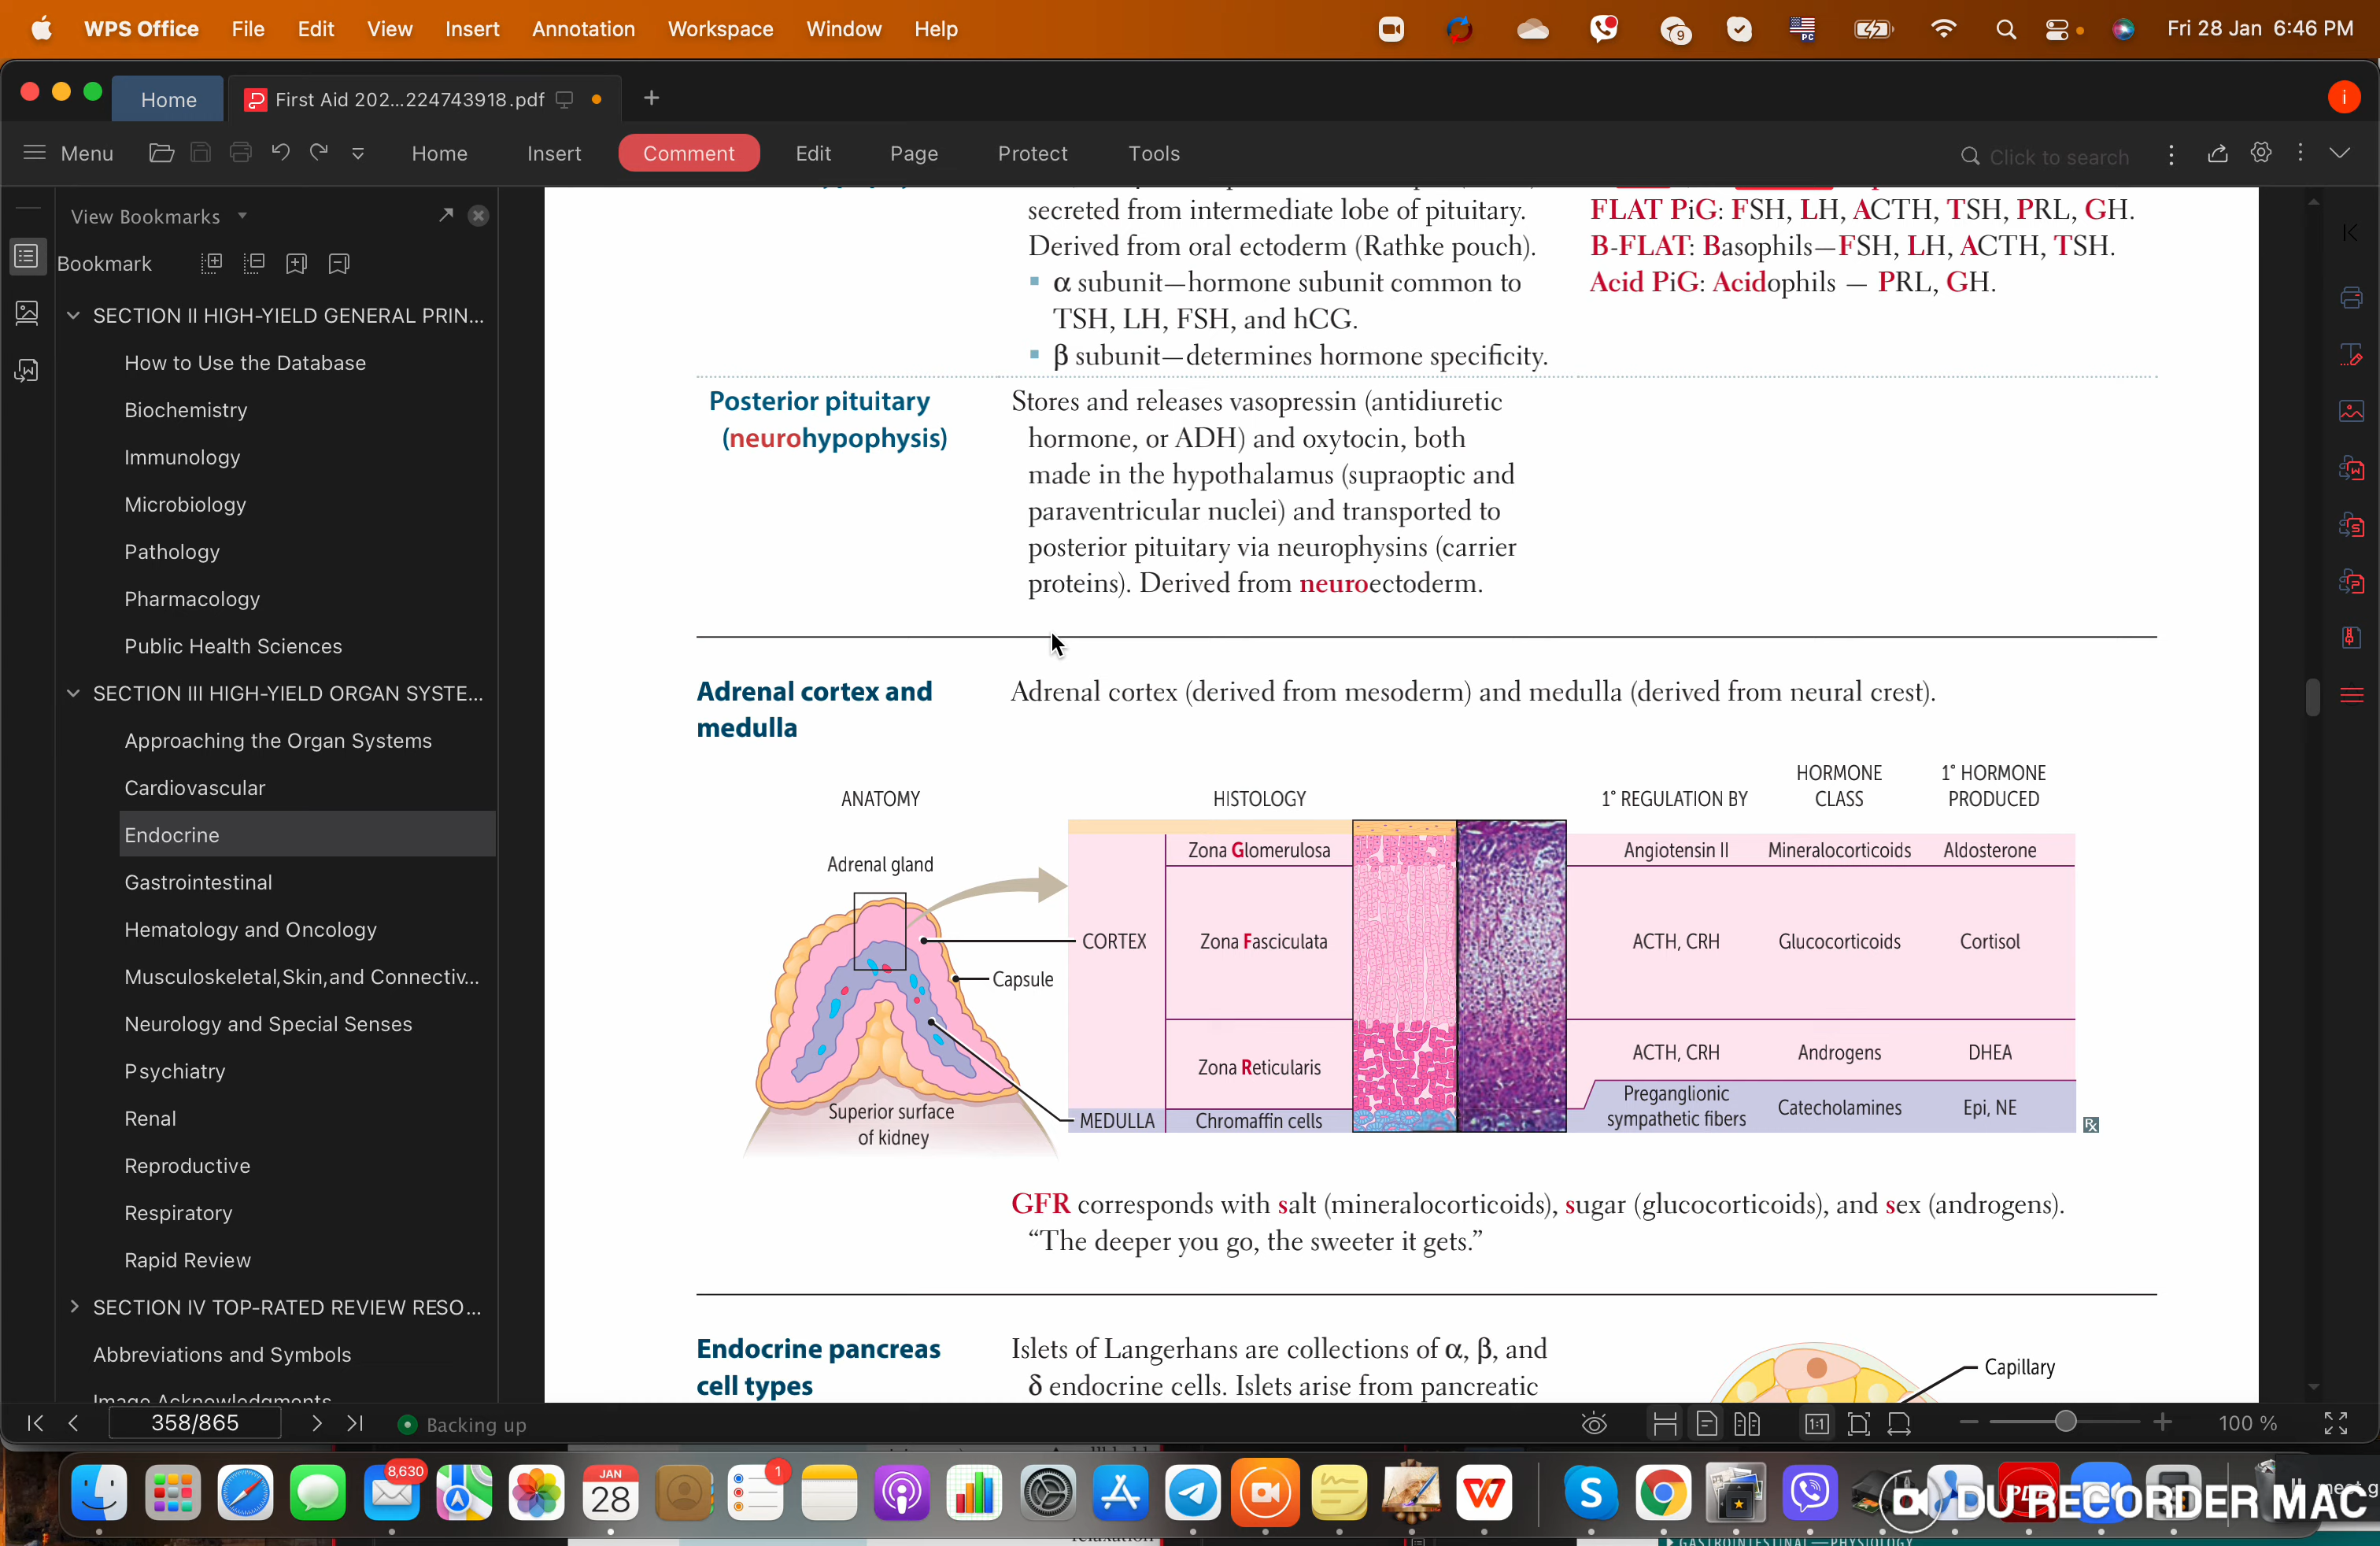 WPS Office File Edit View Insert Annotation Workspace Window Help 9 PC Fri 28 Jan 6:46 PM
Home First Aid 202...224743918.pdf + i
Menu Home Insert Comment Edit Page Protect Tools Click to search
View Bookmarks
Bookmark
SECTION II HIGH-YIELD GENERAL PRIN...
How to Use the Database
Biochemistry
Immunology
Microbiology
Pathology
Pharmacology
Public Health Sciences
SECTION III HIGH-YIELD ORGAN SYSTE...
Approaching the Organ Systems
Cardiovascular
Endocrine
Gastrointestinal
Hematology and Oncology
Musculoskeletal,Skin,and Connectiv...
Neurology and Special Senses
Psychiatry
Renal
Reproductive
Respiratory
Rapid Review
SECTION IV TOP-RATED REVIEW RESO...
Abbreviations and Symbols
Image Acknowledgments
secreted from intermediate lobe of pituitary.
Derived from oral ectoderm (Rathke pouch).
▪ α subunit—hormone subunit common to
TSH, LH, FSH, and hCG.
▪ β subunit—determines hormone specificity.
FLAT PiG: FSH, LH, ACTH, TSH, PRL, GH.
B-FLAT: Basophils—FSH, LH, ACTH, TSH.
Acid PiG: Acidophils — PRL, GH.
Posterior pituitary
(neurohypophysis)
Stores and releases vasopressin (antidiuretic
hormone, or ADH) and oxytocin, both
made in the hypothalamus (supraoptic and
paraventricular nuclei) and transported to
posterior pituitary via neurophysins (carrier
proteins). Derived from neuroectoderm.
Adrenal cortex and
medulla
Adrenal cortex (derived from mesoderm) and medulla (derived from neural crest).
ANATOMY HISTOLOGY 1° REGULATION BY HORMONE CLASS 1° HORMONE PRODUCED
Adrenal gland
CORTEX
Capsule
MEDULLA
Superior surface
of kidney
Zona Glomerulosa Angiotensin II Mineralocorticoids Aldosterone
Zona Fasciculata ACTH, CRH Glucocorticoids Cortisol
Zona Reticularis ACTH, CRH Androgens DHEA
Chromaffin cells Preganglionic sympathetic fibers Catecholamines Epi, NE
Rx
GFR corresponds with salt (mineralocorticoids), sugar (glucocorticoids), and sex (androgens).
“The deeper you go, the sweeter it gets.”
Endocrine pancreas
cell types
Islets of Langerhans are collections of α, β, and
δ endocrine cells. Islets arise from pancreatic
Capillary
358/865 Backing up 1:1 100 %
8,630 JAN 28 1
DU RECORDER MAC
relaxation
GASTROINTESTINAL—PHYSIOLOGY